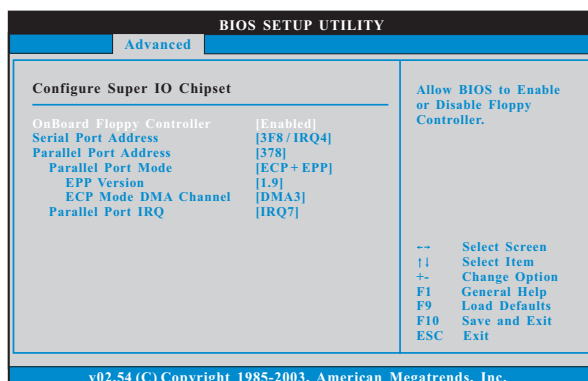 BIOS SETUP UTILITY
Advanced
Configure Super IO Chipset
OnBoard Floppy Controller [Enabled]
Serial Port Address [3F8 / IRQ4]
Parallel Port Address [378]
Parallel Port Mode [ECP + EPP]
EPP Version [1.9]
ECP Mode DMA Channel [DMA3]
Parallel Port IRQ [IRQ7]
Allow BIOS to Enable
or Disable Floppy
Controller.
←→ Select Screen
↑↓ Select Item
+- Change Option
F1 General Help
F9 Load Defaults
F10 Save and Exit
ESC Exit
v02.54 (C) Copyright 1985-2003, American Megatrends, Inc.